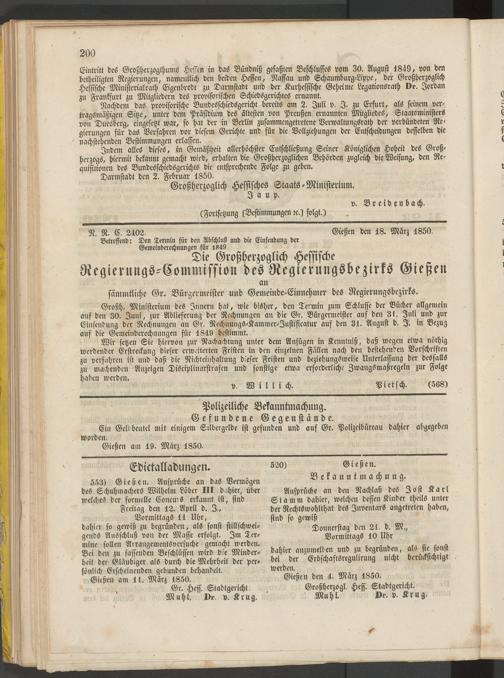 200
Eintritt des Großherzogthums Hessen in das Bündniß gefaßten Beschlusses vom 30. August 1849, von den
betheiligten Regierungen, namentlich den beiden Hessen, Nassau und Schaumburg-Lippe, der Großherzoglich
Hessische Ministerialrath Eigenbrodt zu Darmstadt und der Kurhessische Geheime Legationsrath Dr. Jordan
zu Frankfurt zu Mitgliedern des provisorischen Schiedsgerichtes ernannt.
Nachdem das provisorische Bundesschiedsgericht bereits am 2. Juli v. J. zu Erfurt, als seinem ver-
tragsmäßigen Sitze, unter dem Präsidium des ältesten von Preußen ernannten Mitgliedes, Staatsministers
von Duesberg, eingesetzt war, so hat der in Berlin zusammengetretene Verwaltungsrath der verbündeten Re-
gierungen für das Verfahren vor diesem Gerichte und für die Vollziehung der Entscheidungen desselben die
nachstehenden Bestimmungen erlassen.
Indem alles dieses, in Gemäßheit allerhöchster Entschließung Seiner Königlichen Hoheit des Groß-
herzogs, hiermit bekannt gemacht wird, erhalten die Großherzoglichen Behörden zugleich die Weisung, den Re-
quisitionen des Bundesschiedsgerichts die entsprechende Folge zu geben.
Darmstadt den 2. Februar 1850.
Großherzoglich Hessisches Staats-Ministerium.
Jaup.
v. Breidenbach.
(Fortsetzung [Bestimmungen ec.] folgt.)
N. R. G. 2402. Gießen den 18. März 1850.
Betreffend: Den Termin für den Abschluß und die Einsendung der
Gemeinderechnungen für 1849
Die Großherzoglich Hessische
Regierungs-Commission des Regierungsbezirks Gießen
an
sämmtliche Gr. Bürgermeister und Gemeinde-Einnehmer des Regierungsbezirks.
Großh. Ministerium des Innern hat, wie bisher, den Termin zum Schlusse der Bücher allgemein
auf den 30. Juni, zur Ablieferung der Rechnungen an die Gr. Bürgermeister auf den 31. Juli und zur
Einsendung der Rechnungen an Gr. Rechnungs-Kammer-Justificatur auf den 31. August d. J. in Bezug
auf die Gemeinderechnungen für 1849 bestimmt.
Wir setzen Sie hiervon zur Nachachtung unter dem Anfügen in Kenntniß, daß wegen etwa nöthig
werdender Erstreckung dieser erweiterten Fristen in den einzelnen Fällen nach den bestehenden Vorschriften
zu verfahren ist und daß die Nichteinhaltung dieser Fristen und beziehungsweise Unterlassung der deßfalls
zu machenden Anzeigen Disciplinarstrafen und sonstige etwa erforderliche Zwangsmaßregeln zur Folge
haben werden.
v. Willich. Pietsch. (568)
Polizeiliche Bekanntmachung.
Gefundene Gegenstände.
Ein Geldbeutel mit einigem Silbergelde ist gefunden und auf Gr. Polizeibüreau dahier abgegeben
worden.
Gießen am 19. März 1850.
Edictalladungen.
553) Gießen. Ansprüche an das Vermögen
des Schuhmachers Wilhelm Löber III dahier, über
welches der formelle Concurs erkannt ist, sind
Freitag den 12. April d. J.,
Vormittags 11 Uhr,
dahier so gewiß zu begründen, als sonst stillschwei-
gends Ausschluß von der Masse erfolgt. Im Ter-
mine sollen Arrangementsversuche gemacht werden.
Bei den zu fassenden Beschlüssen wird die Minder-
heit der Gläubiger als durch die Mehrheit der per-
sönlich Erscheinenden gebunden behandelt.
Gießen am 11. März 1850.
Gr. Hess. Stadtgericht
Muhl. Dr. v. Krug.
520) Gießen.
Bekanntmachung.
Ansprüche an den Nachlaß des Jost Karl
Stamm dahier, welchen dessen Kinder theils unter
der Rechtswohlthat des Inventars angetreten haben,
sind so gewiß
Donnerstag den 21. d. M.,
Vormittags 10 Uhr
dahier anzumelden und zu begründen, als sie sonst
bei der Erbschaftsregulirung nicht berücksichtigt
werden.
Gießen den 4. März 1850.
Großherzogl. Hess. Stadtgericht.
Muhl. Dr. v. Krug.